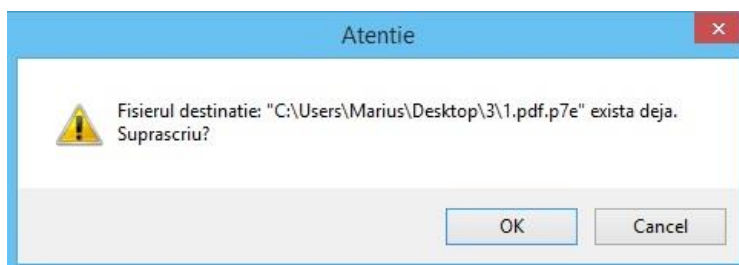 Atentie
Fisierul destinatie: "C:\Users\Marius\Desktop\3\1.pdf.p7e" exista deja.
Suprascriu?
OK
Cancel